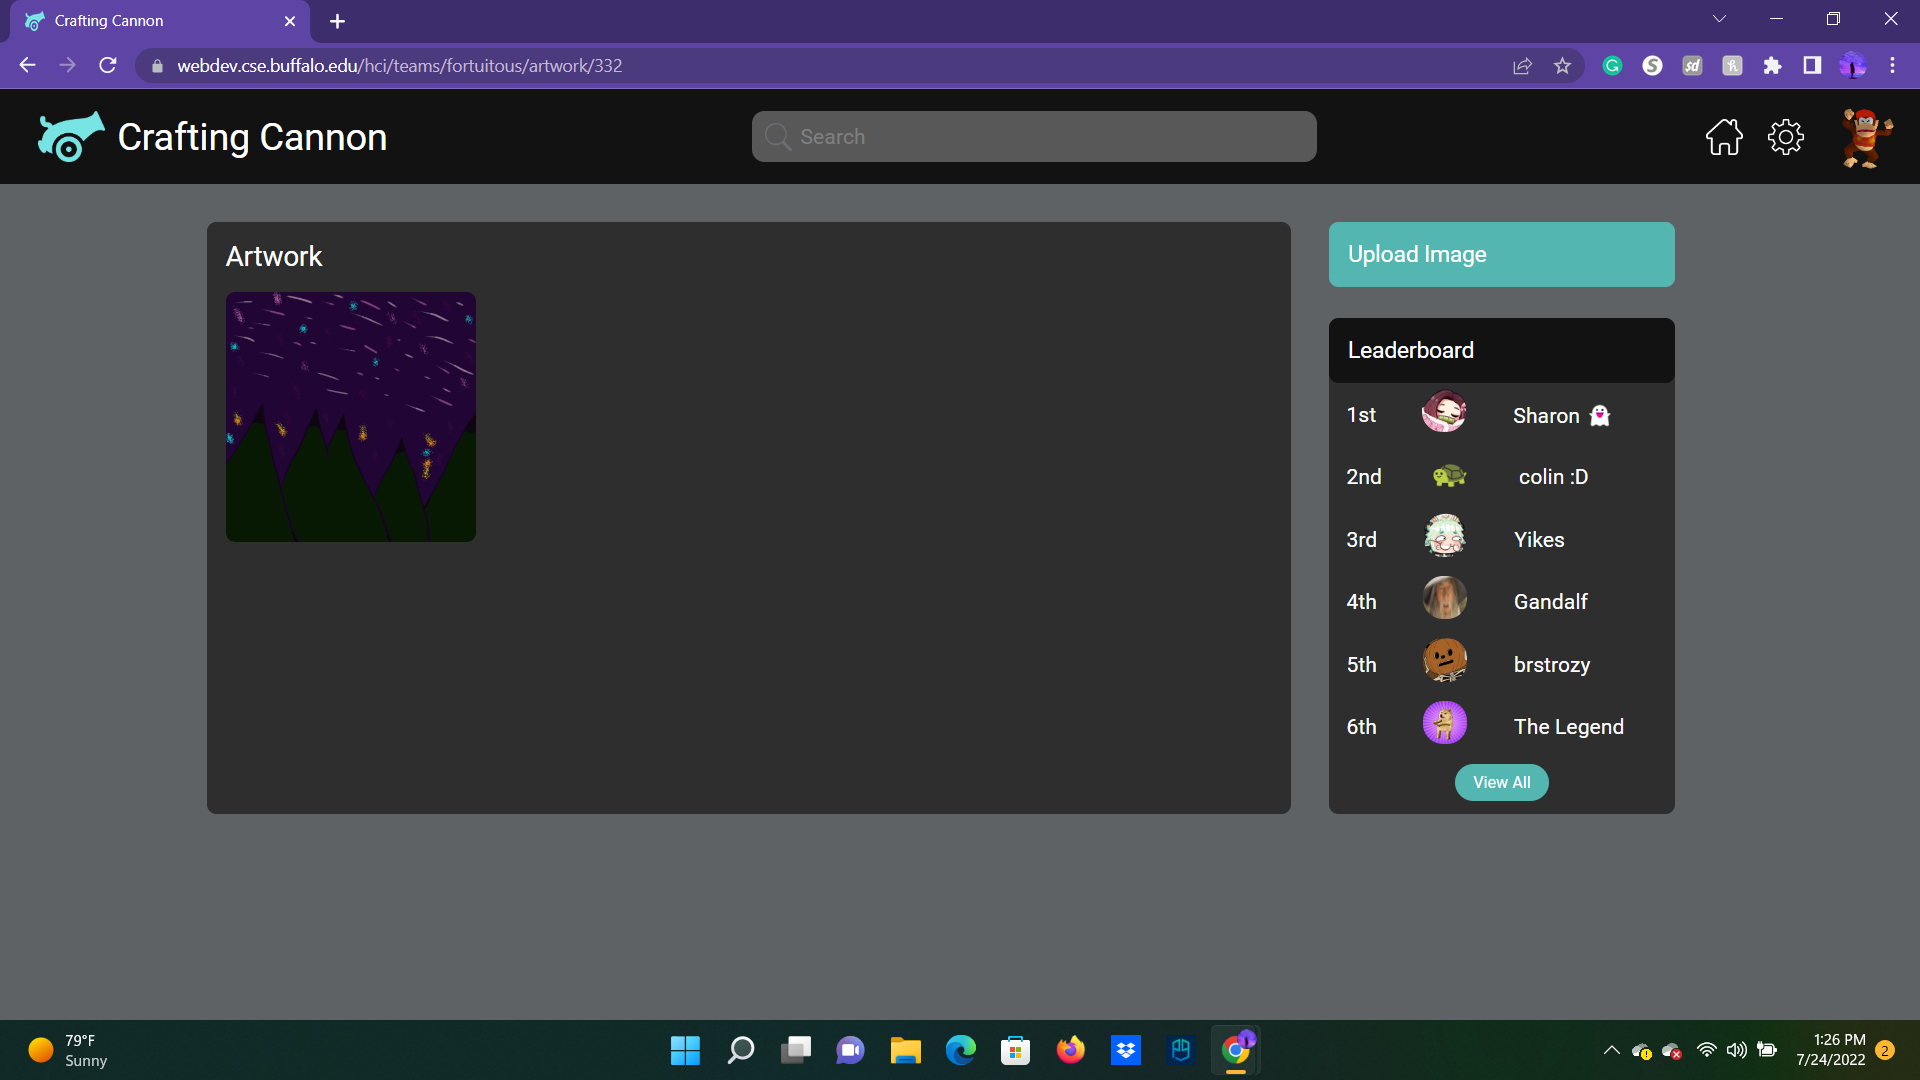 Crafting Cannon
webdev.cse.buffalo.edu/hci/teams/fortuitous/artwork/332
Crafting Cannon
Search
Artwork
Upload Image
Leaderboard
1st Sharon 👻
2nd colin :D
3rd Yikes
4th Gandalf
5th brstrozy
6th The Legend
View All
79°F
Sunny
1:26 PM
7/24/2022
2